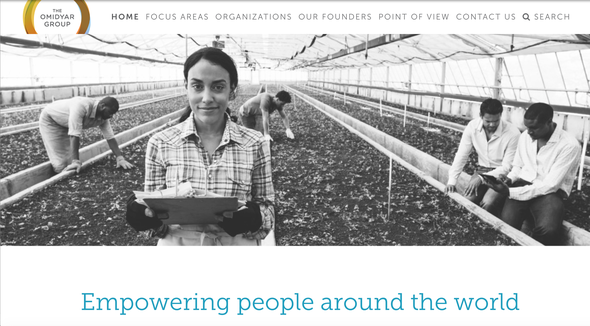 THE
OMIDYAR
GROUP
HOME FOCUS AREAS ORGANIZATIONS OUR FOUNDERS POINT OF VIEW CONTACT US SEARCH
Empowering people around the world